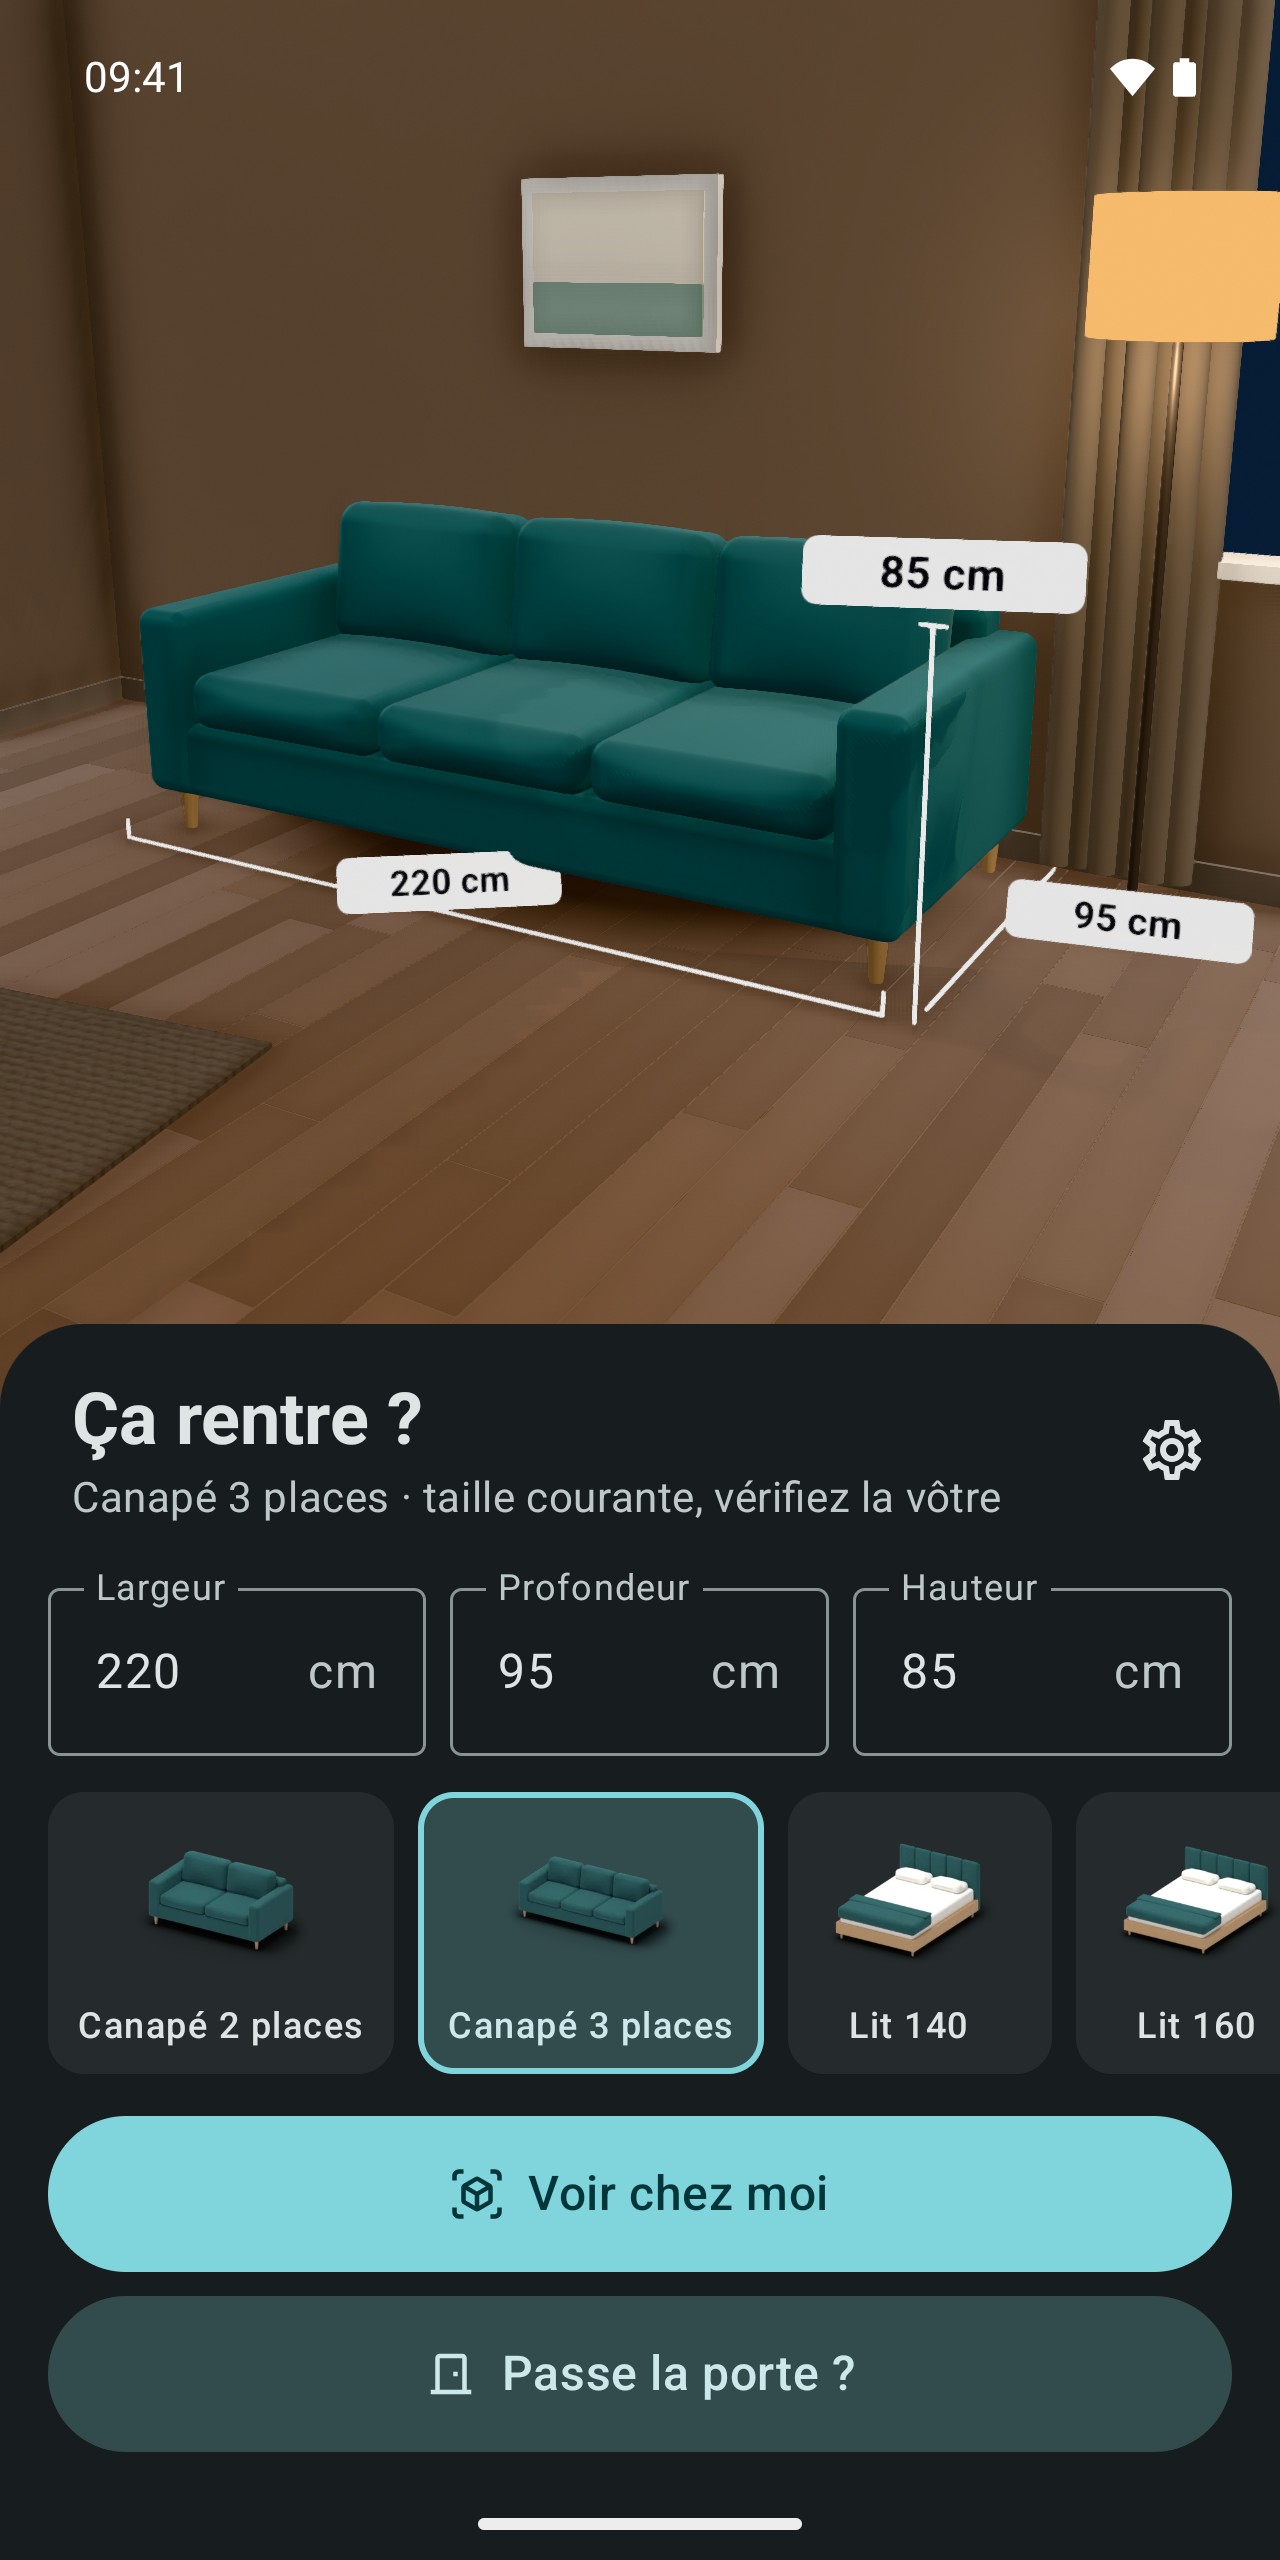 09:41
85 cm
220 cm
95 cm
Ça rentre ?
Canapé 3 places · taille courante, vérifiez la vôtre
Largeur
Profondeur
Hauteur
220 cm
95 cm
85 cm
Canapé 2 places
Canapé 3 places
Lit 140
Lit 160
Voir chez moi
Passe la porte ?